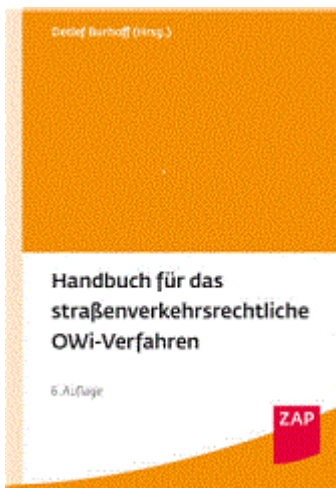 Detlef Burhoff (Hrsg.)
Handbuch für das
straßenverkehrsrechtliche
OWi-Verfahren
6. Auflage
ZAP